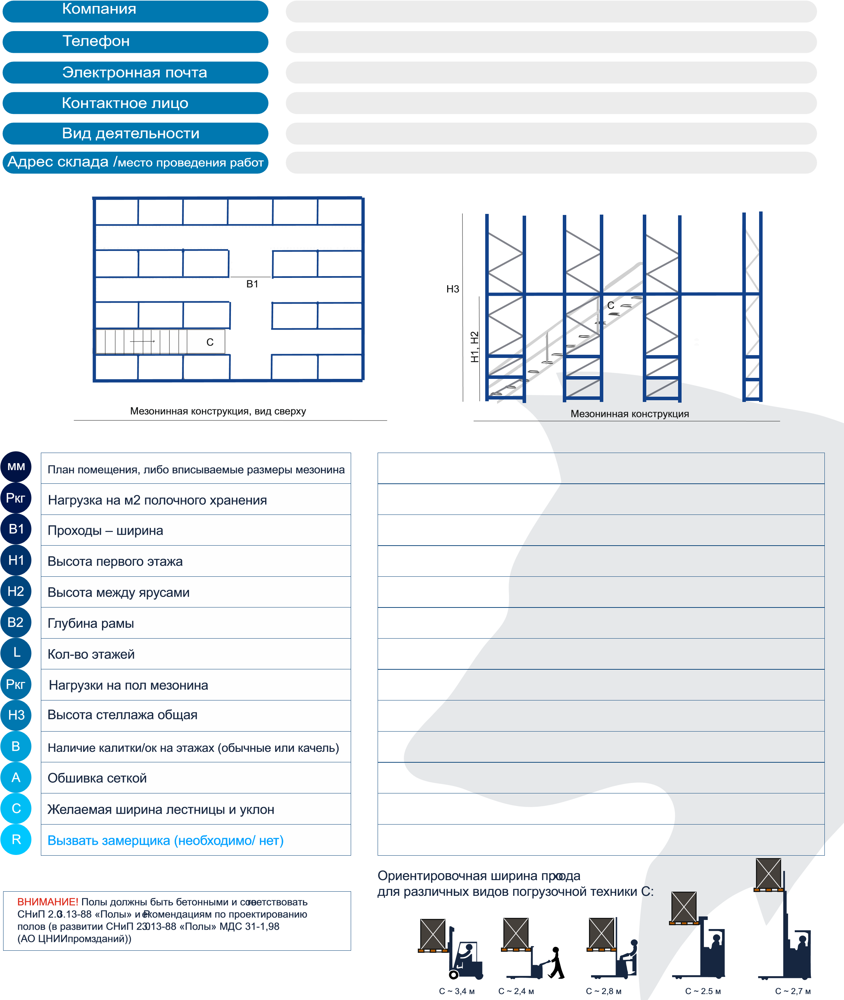 Компания
Телефон
Электронная почта
Контактное лицо
Вид деятельности
Адрес склада /место проведения работ
B1
C
H3
H1, H2
C
Мезонинная конструкция, вид сверху
Мезонинная конструкция
мм План помещения, либо вписываемые размеры мезонина
Ркг Нагрузка на м2 полочного хранения
B1 Проходы – ширина
H1 Высота первого этажа
H2 Высота между ярусами
B2 Глубина рамы
L Кол-во этажей
Ркг Нагрузки на пол мезонина
H3 Высота стеллажа общая
B Наличие калитки/ок на этажах (обычные или качель)
A Обшивка сеткой
C Желаемая ширина лестницы и уклон
R Вызвать замерщика (необходимо/ нет)
Ориентировочная ширина прохода
для различных видов погрузочной техники С:
ВНИМАНИЕ! Полы должны быть бетонными и соответствовать
СНиП 2.03.13-88 «Полы» и Рекомендациям по проектированию
полов (в развитии СНиП 2.03.13-88 «Полы» МДС 31-1,98
(АО ЦНИИпромзданий))
C ~ 3,4 м
C ~ 2,4 м
C ~ 2,8 м
C ~ 2.5 м
C ~ 2,7 м